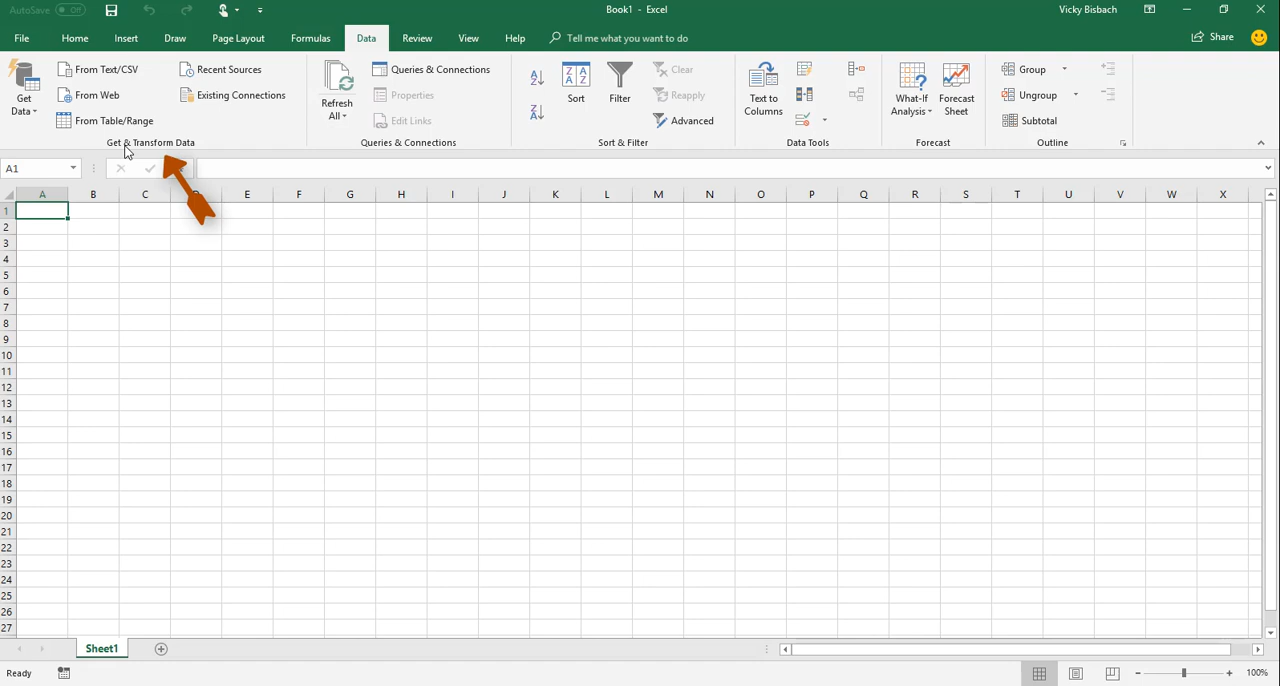 AutoSave Off Book1 - Excel Vicky Bisbach
File Home Insert Draw Page Layout Formulas Data Review View Help Tell me what you want to do Share
Get Data
From Text/CSV
From Web
From Table/Range
Recent Sources
Existing Connections
Get & Transform Data
Refresh All
Queries & Connections
Properties
Edit Links
Queries & Connections
Sort
Filter
Clear
Reapply
Advanced
Sort & Filter
Text to Columns
Data Tools
What-If Analysis
Forecast Sheet
Forecast
Group
Ungroup
Subtotal
Outline
A1
A B C D E F G H I J K L M N O P Q R S T U V W X
1
2
3
4
5
6
7
8
9
10
11
12
13
14
15
16
17
18
19
20
21
22
23
24
25
26
27
Sheet1
Ready 100%